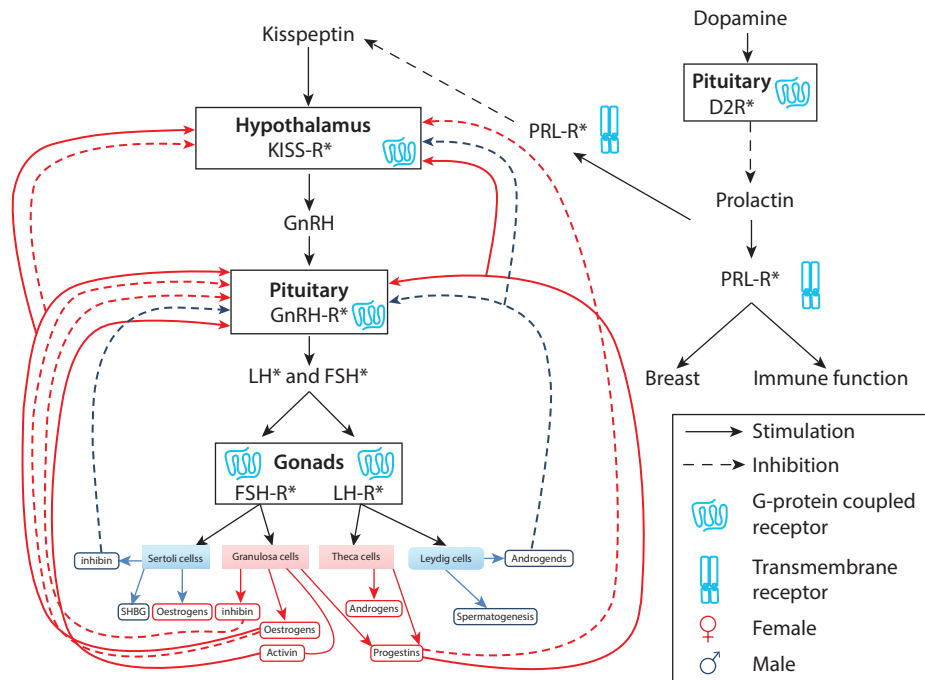 Kisspeptin
Dopamine
Pituitary
D2R*
Hypothalamus
KISS-R*
PRL-R*
Prolactin
GnRH
PRL-R*
Pituitary
GnRH-R*
Breast
Immune function
LH* and FSH*
Gonads
FSH-R*
LH-R*
inhibin
Sertoli cellss
Granulosa cells
Theca cells
Leydig cells
Androgends
SHBG
Oestrogens
inhibin
Androgens
Spermatogenesis
Oestrogens
Activin
Progestins
Stimulation
Inhibition
G-protein coupled
receptor
Transmembrane
receptor
Female
Male